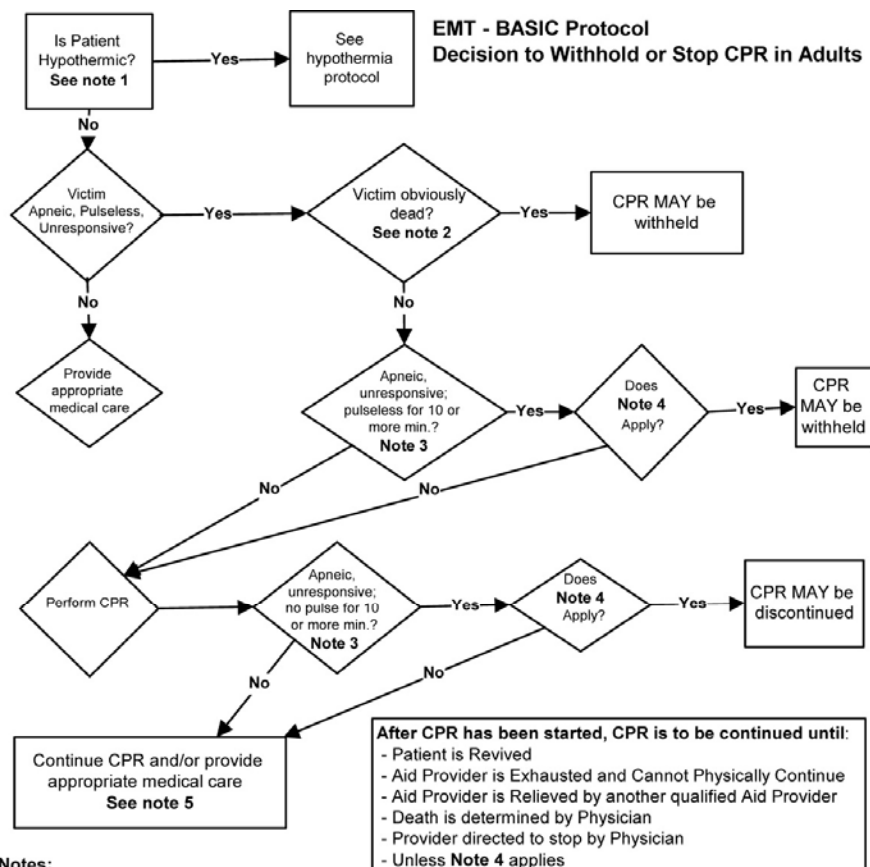 EMT - BASIC Protocol
Decision to Withhold or Stop CPR in Adults
Is Patient
Hypothermic?
See note 1
Yes
See
hypothermia
protocol
No
Victim
Apneic, Pulseless,
Unresponsive?
Yes
Victim obviously
dead?
See note 2
Yes
CPR MAY be
withheld
No
No
Provide
appropriate
medical care
Apneic,
unresponsive;
pulseless for 10 or
more min.?
Note 3
Yes
Does
Note 4
Apply?
Yes
CPR
MAY be
withheld
No
No
Perform CPR
Apneic,
unresponsive;
no pulse for 10
or more min.?
Note 3
Yes
Does
Note 4
Apply?
Yes
CPR MAY be
discontinued
No
No
Continue CPR and/or provide
appropriate medical care
See note 5
After CPR has been started, CPR is to be continued until:
- Patient is Revived
- Aid Provider is Exhausted and Cannot Physically Continue
- Aid Provider is Relieved by another qualified Aid Provider
- Death is determined by Physician
- Provider directed to stop by Physician
- Unless Note 4 applies
Notes: